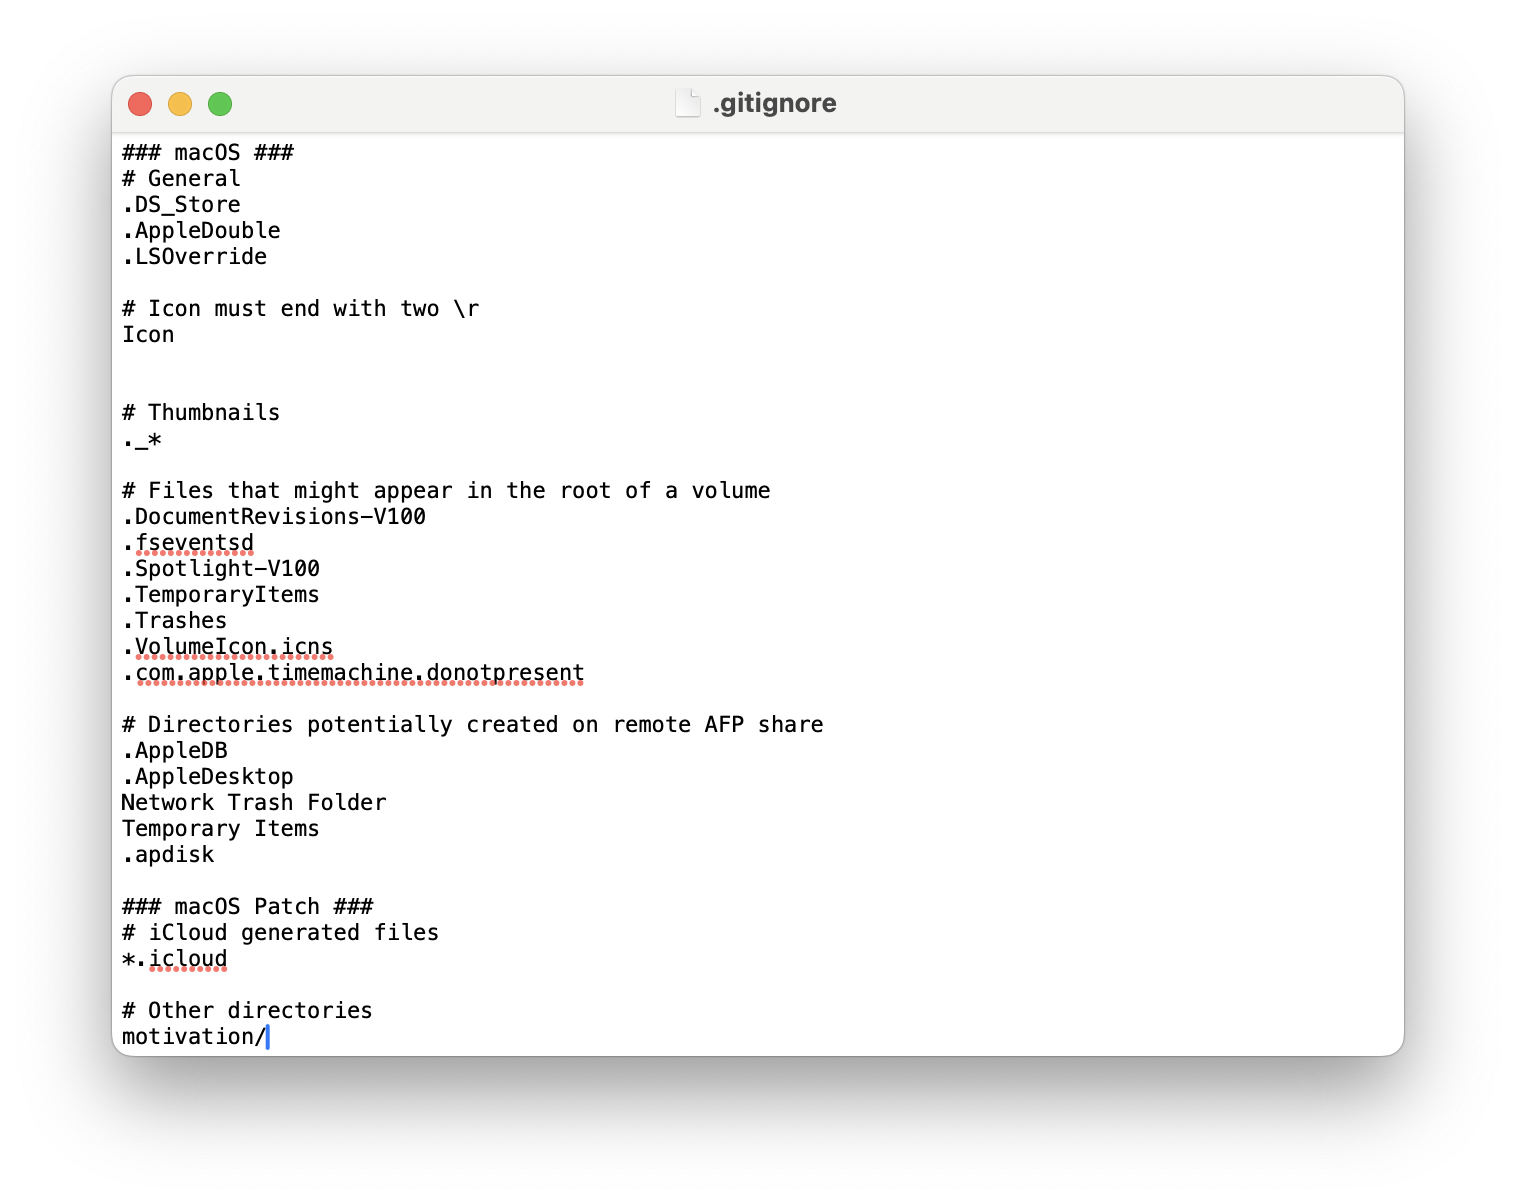 .gitignore
### macOS ###
# General
.DS_Store
.AppleDouble
.LSOverride
# Icon must end with two \r
Icon
# Thumbnails
._*
# Files that might appear in the root of a volume
.DocumentRevisions-V100
.fseventsd
.Spotlight-V100
.TemporaryItems
.Trashes
.VolumeIcon.icns
.com.apple.timemachine.donotpresent
# Directories potentially created on remote AFP share
.AppleDB
.AppleDesktop
Network Trash Folder
Temporary Items
.apdisk
### macOS Patch ###
# iCloud generated files
*.icloud
# Other directories
motivation/